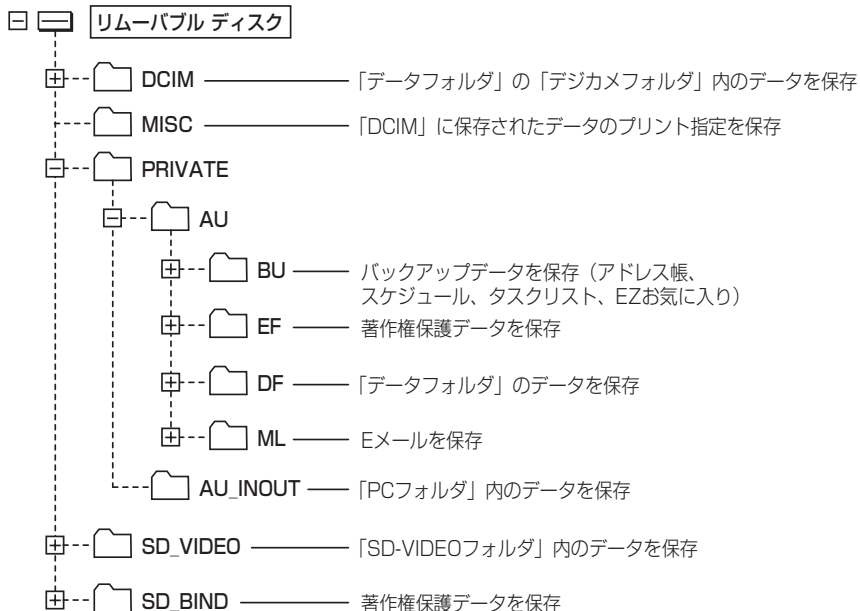 リムーバブル ディスク
DCIM 「データフォルダ」の「デジカメフォルダ」内のデータを保存
MISC 「DCIM」に保存されたデータのプリント指定を保存
PRIVATE
AU
BU バックアップデータを保存（アドレス帳、
スケジュール、タスクリスト、EZお気に入り）
EF 著作権保護データを保存
DF 「データフォルダ」のデータを保存
ML Eメールを保存
AU_INOUT 「PCフォルダ」内のデータを保存
SD_VIDEO 「SD-VIDEOフォルダ」内のデータを保存
SD_BIND 著作権保護データを保存